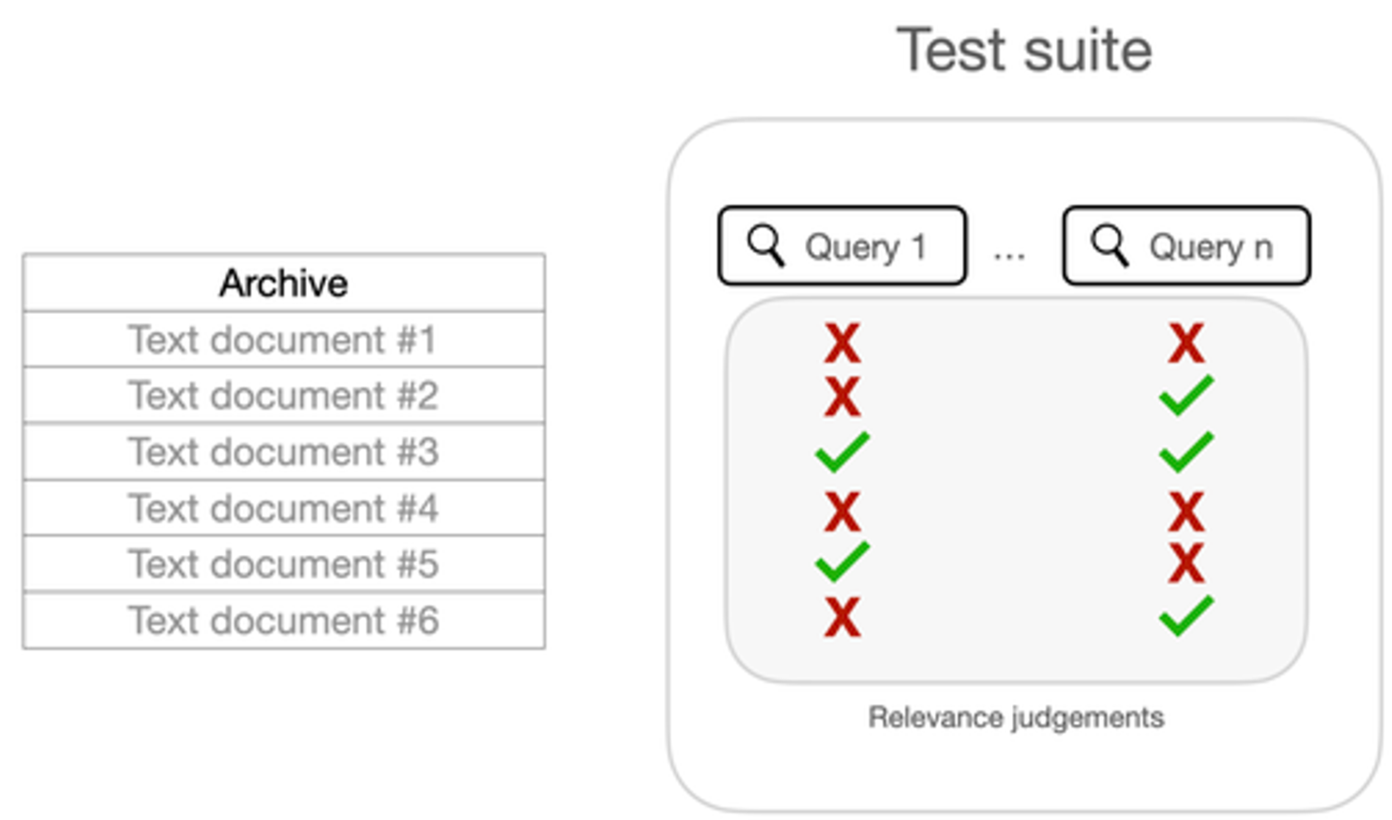 Test suite
Archive
Text document #1
Text document #2
Text document #3
Text document #4
Text document #5
Text document #6
Query 1 ... Query n
X X
X ✓
✓ ✓
X X
✓ X
X ✓
Relevance judgements